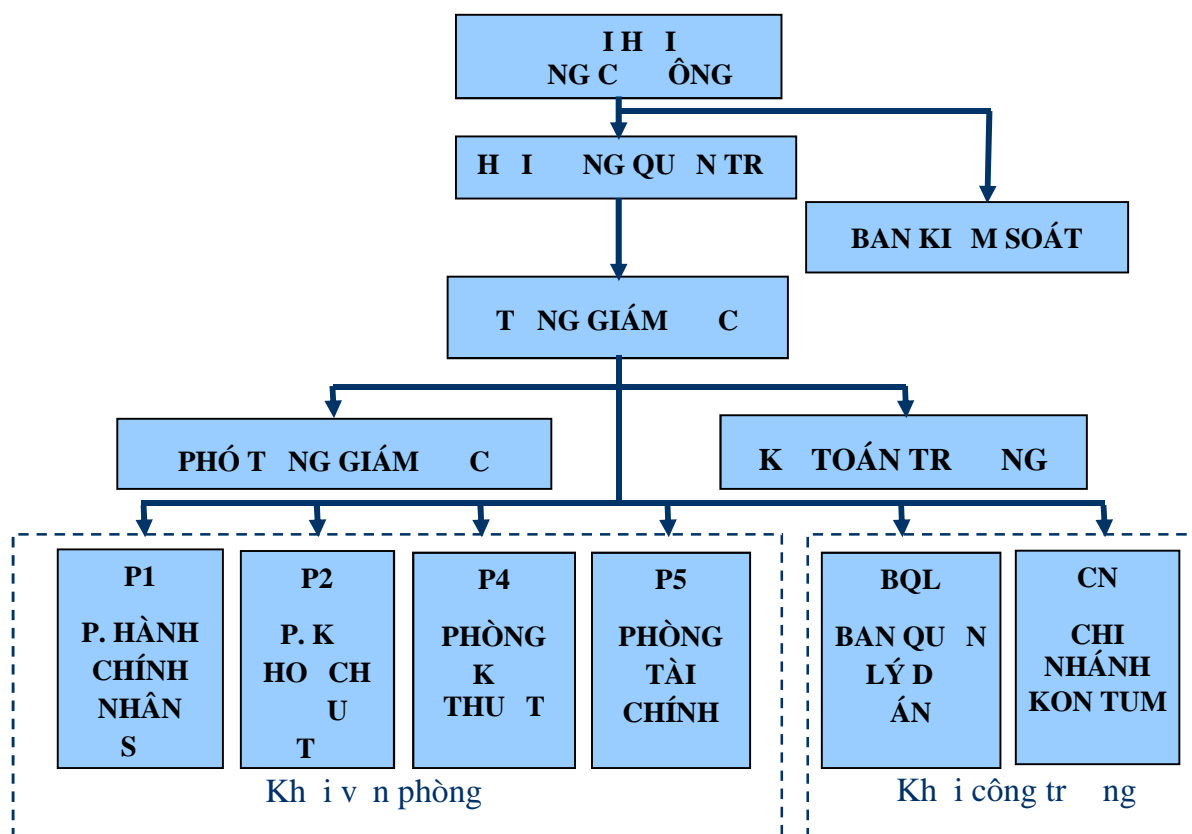 I H I
NG C ÔNG
H I NG QU N TR
BAN KI M SOÁT
T NG GIÁM C
PHÓ T NG GIÁM C
K TOÁN TR NG
P1
P. HÀNH
CHÍNH
NHÂN
S
P2
P. K
HO CH
U
T
P4
PHÒNG
K
THU T
P5
PHÒNG
TÀI
CHÍNH
BQL
BAN QU N
LÝ D
ÁN
CN
CHI
NHÁNH
KON TUM
Kh i v n phòng
Kh i công tr ng